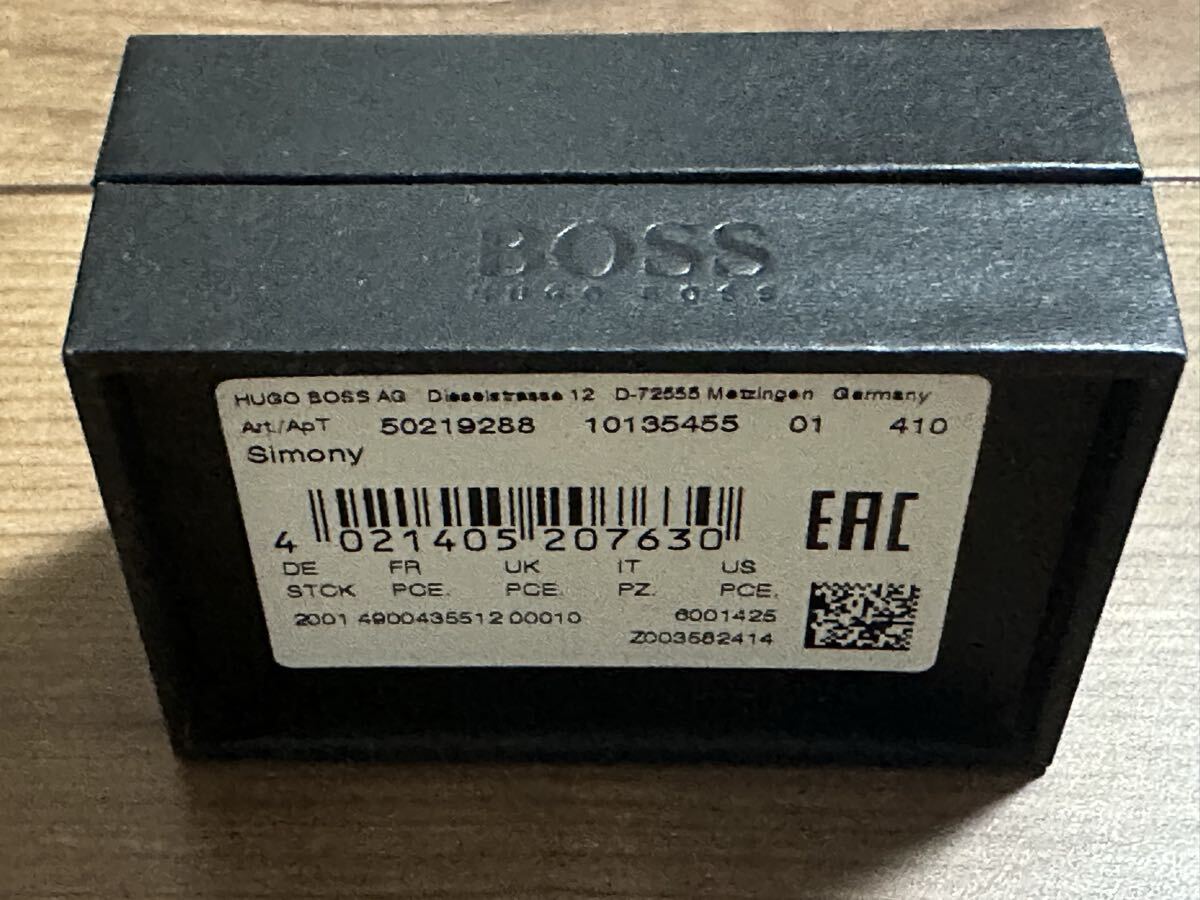 BOSS
HUGO BOSS
HUGO BOSS AG Dieselstrasse 12 D-72555 Metzingen Germany
Art./АрТ 50219288 10135455 01 410
Simony
4 021405 207630
EAC
DE FR UK IT US
STCK PCE. PCE. PZ. PCE.
2001 4900435512 00010 6001425
Z003582414